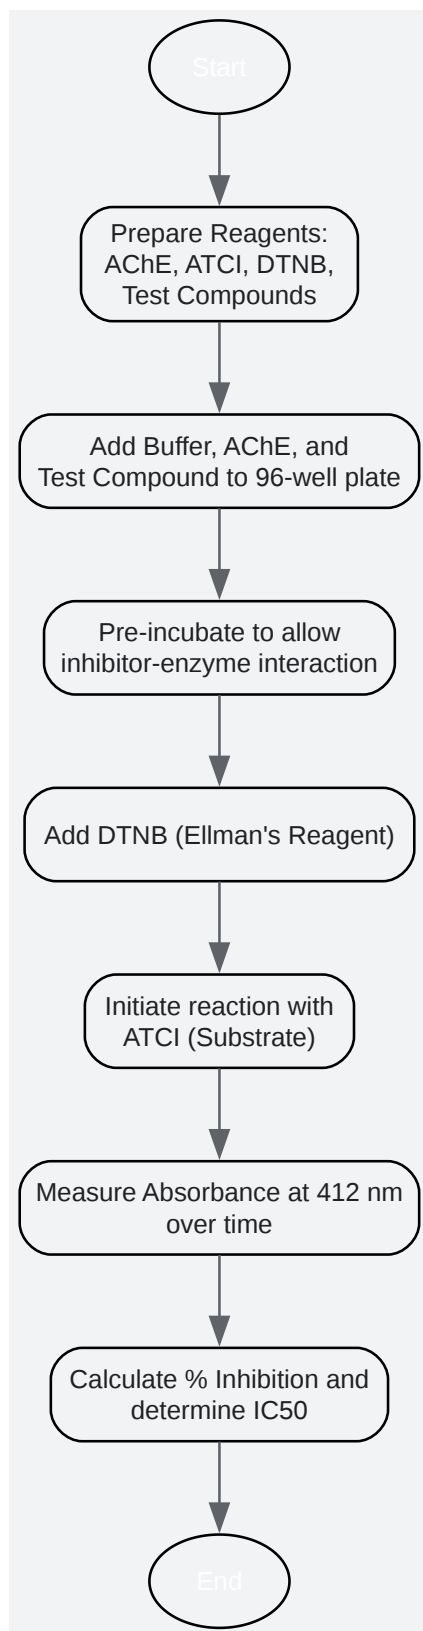 Start
Prepare Reagents:
AChE, ATCI, DTNB,
Test Compounds
Add Buffer, AChE, and
Test Compound to 96-well plate
Pre-incubate to allow
inhibitor-enzyme interaction
Add DTNB (Ellman's Reagent)
Initiate reaction with
ATCI (Substrate)
Measure Absorbance at 412 nm
over time
Calculate % Inhibition and
determine IC50
End